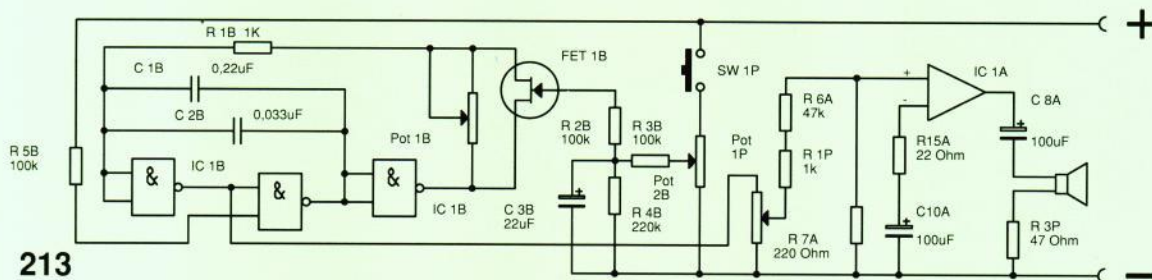 +
R 1B 1K
FET 1B
C 1B 0,22uF
SW 1P
IC 1A
C 8A
+
-
+
R 6A
47k
C 2B 0,033uF
Pot 1B
R 2B
100k
R 3B
100k
Pot
1P
R15A
22 Ohm
100uF
R 5B
100k
IC 1B
R 1P
1k
&
&
&
IC 1B
Pot
2B
+
C 3B
22uF
R 4B
220k
+
C10A
100uF
R 7A
220 Ohm
R 3P
47 Ohm
213
−